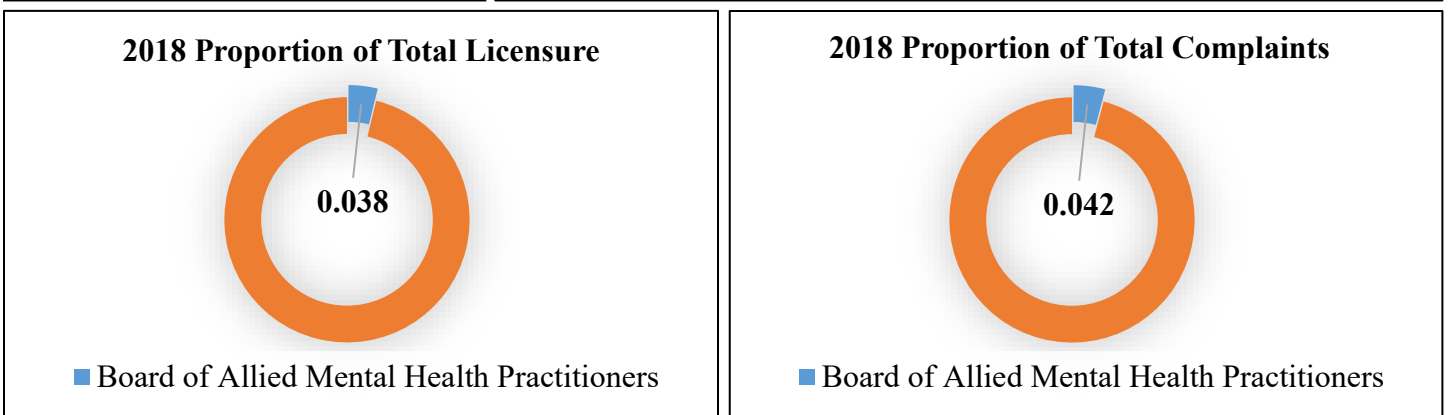 2018 Proportion of Total Licensure
0.038
Board of Allied Mental Health Practitioners
2018 Proportion of Total Complaints
0.042
Board of Allied Mental Health Practitioners